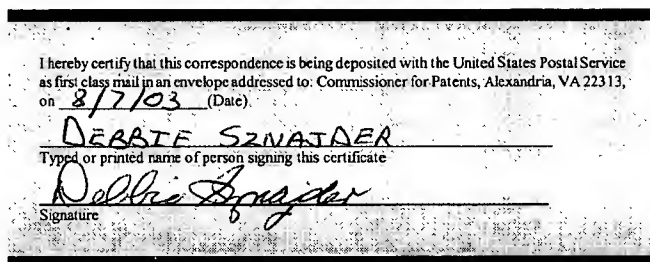 I hereby certify that this correspondence is being deposited with the United States Postal Service
as first class mail in an envelope addressed to: Commissioner for Patents, Alexandria, VA 22313,
on 8/7/03 (Date).
DEBBIE SZNAJDER
Typed or printed name of person signing this certificate
Debbie Sznajder
Signature